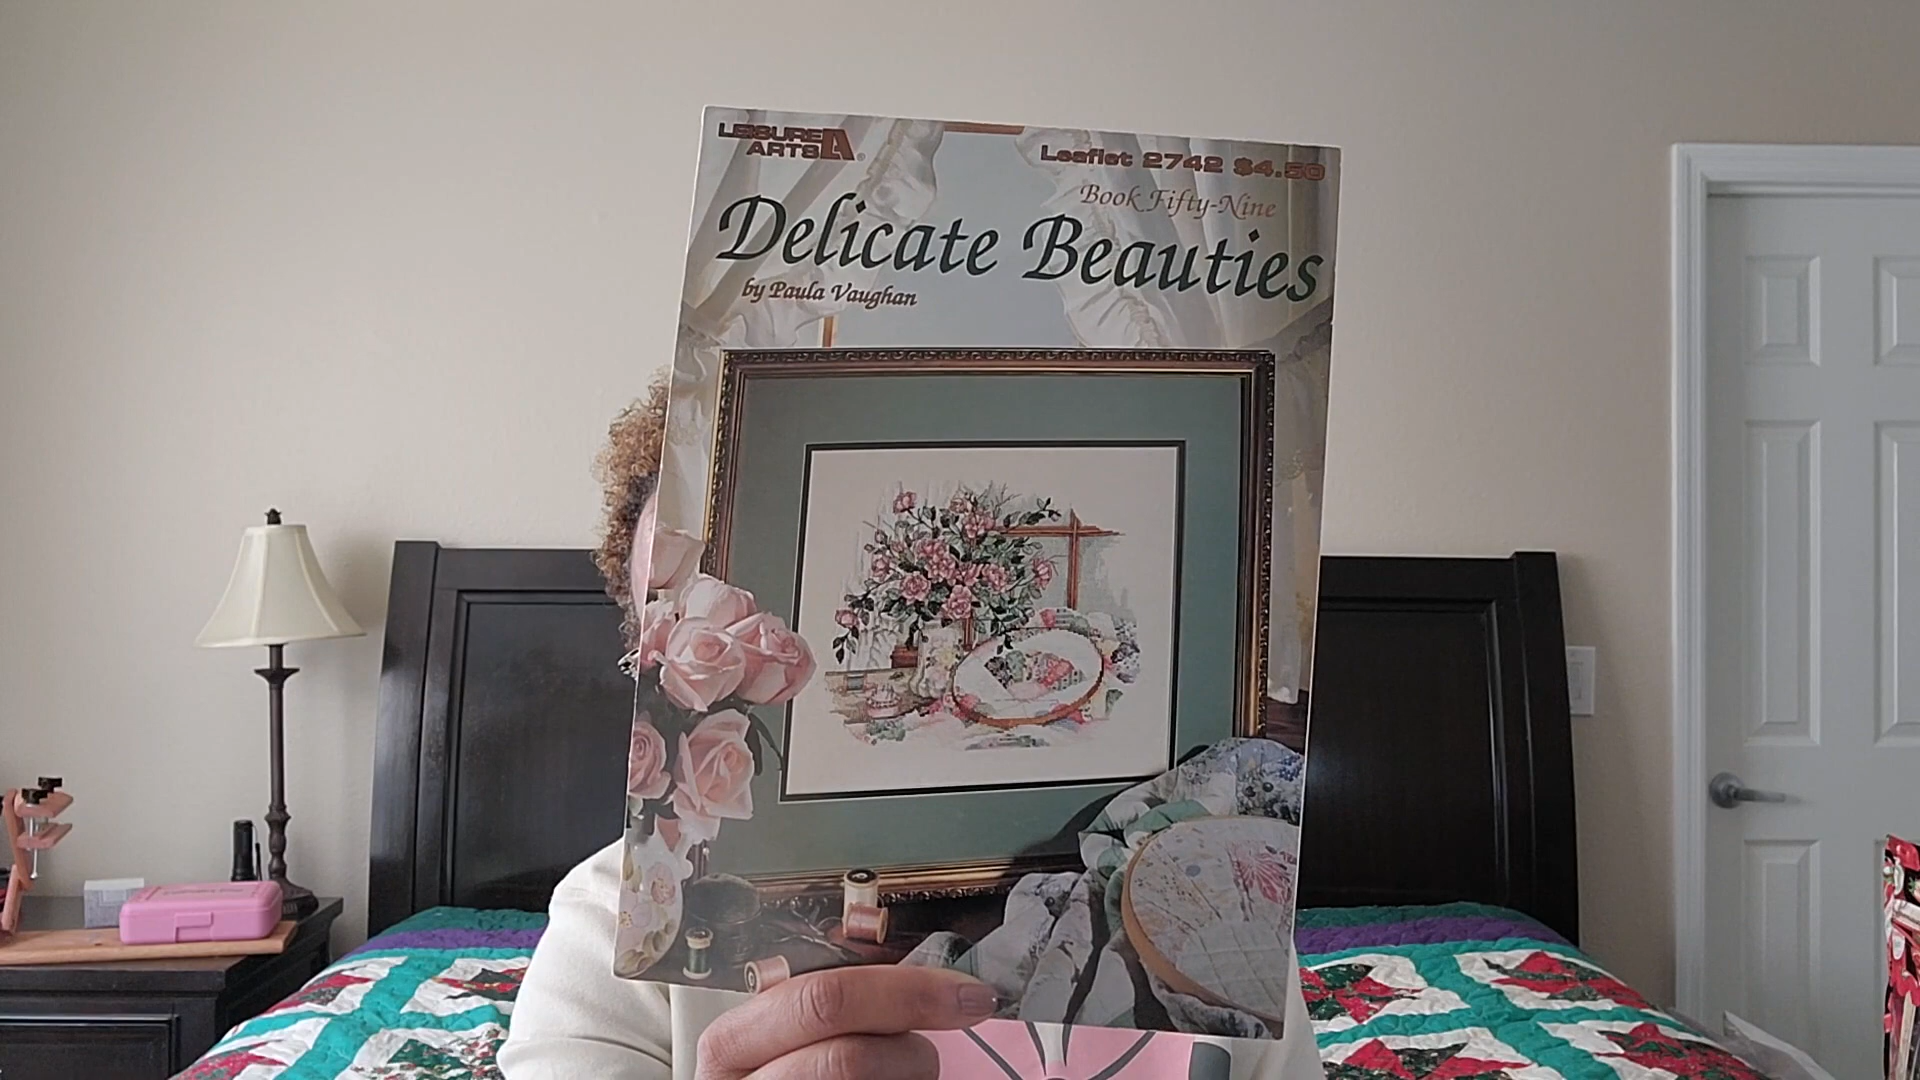 LEISURE
ARTS
Leaflet 2742 $4.50
Book Fifty-Nine
Delicate Beauties
by Paula Vaughan